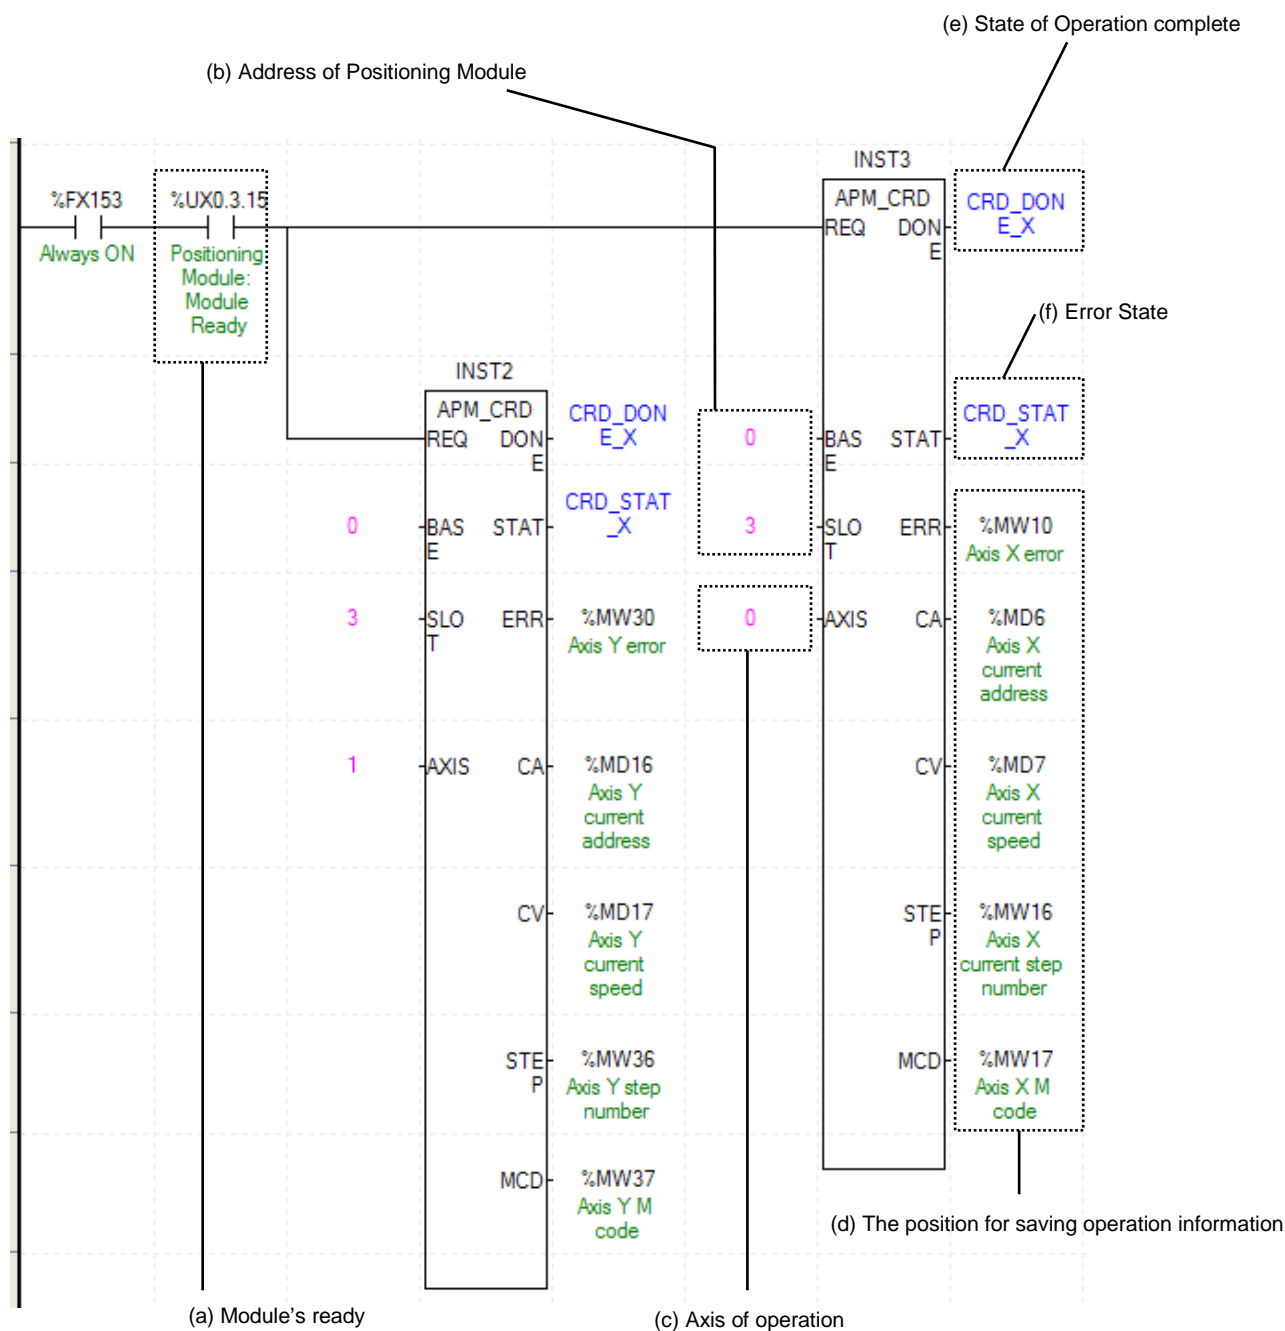 (e) State of Operation complete
(b) Address of Positioning Module
INST3
%FX153
%UX0.3.15
APM_CRD
CRD_DON
E_X
REQ
DON
E
Always ON
Positioning
Module:
Module
Ready
(f) Error State
INST2
APM_CRD
CRD_DON
E_X
REQ
DON
E
0
BAS
E
STAT
CRD_STAT
_X
CRD_STAT
_X
0
BAS
E
STAT
3
SLO
T
ERR
%MW10
Axis X error
3
SLO
T
ERR
%MW30
Axis Y error
0
AXIS
CA
%MD6
Axis X
current
address
1
AXIS
CA
%MD16
Axis Y
current
address
CV
%MD7
Axis X
current
speed
CV
%MD17
Axis Y
current
speed
STE
P
%MW16
Axis X
current step
number
STE
P
%MW36
Axis Y step
number
MCD
%MW17
Axis X M
code
MCD
%MW37
Axis Y M
code
(d) The position for saving operation information
(a) Module's ready
(c) Axis of operation